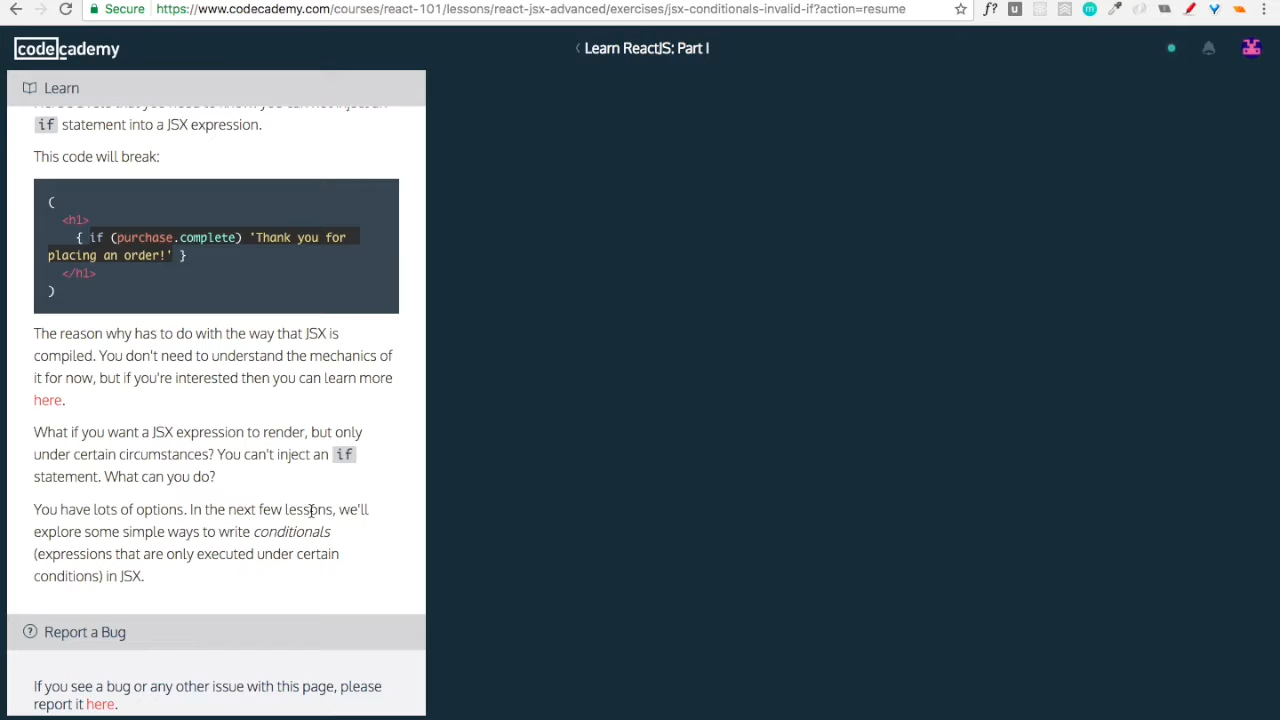 Secure https://www.codecademy.com/courses/react-101/lessons/react-jsx-advanced/exercises/jsx-conditionals-invalid-if?action=resume
codecademy
Learn ReactJS: Part I
Learn
if statement into a JSX expression.
This code will break:
(
<h1>
{ if (purchase.complete) 'Thank you for
placing an order!' }
</h1>
)
The reason why has to do with the way that JSX is
compiled. You don't need to understand the mechanics of
it for now, but if you're interested then you can learn more
here.
What if you want a JSX expression to render, but only
under certain circumstances? You can't inject an if
statement. What can you do?
You have lots of options. In the next few lessons, we'll
explore some simple ways to write conditionals
(expressions that are only executed under certain
conditions) in JSX.
Report a Bug
If you see a bug or any other issue with this page, please
report it here.